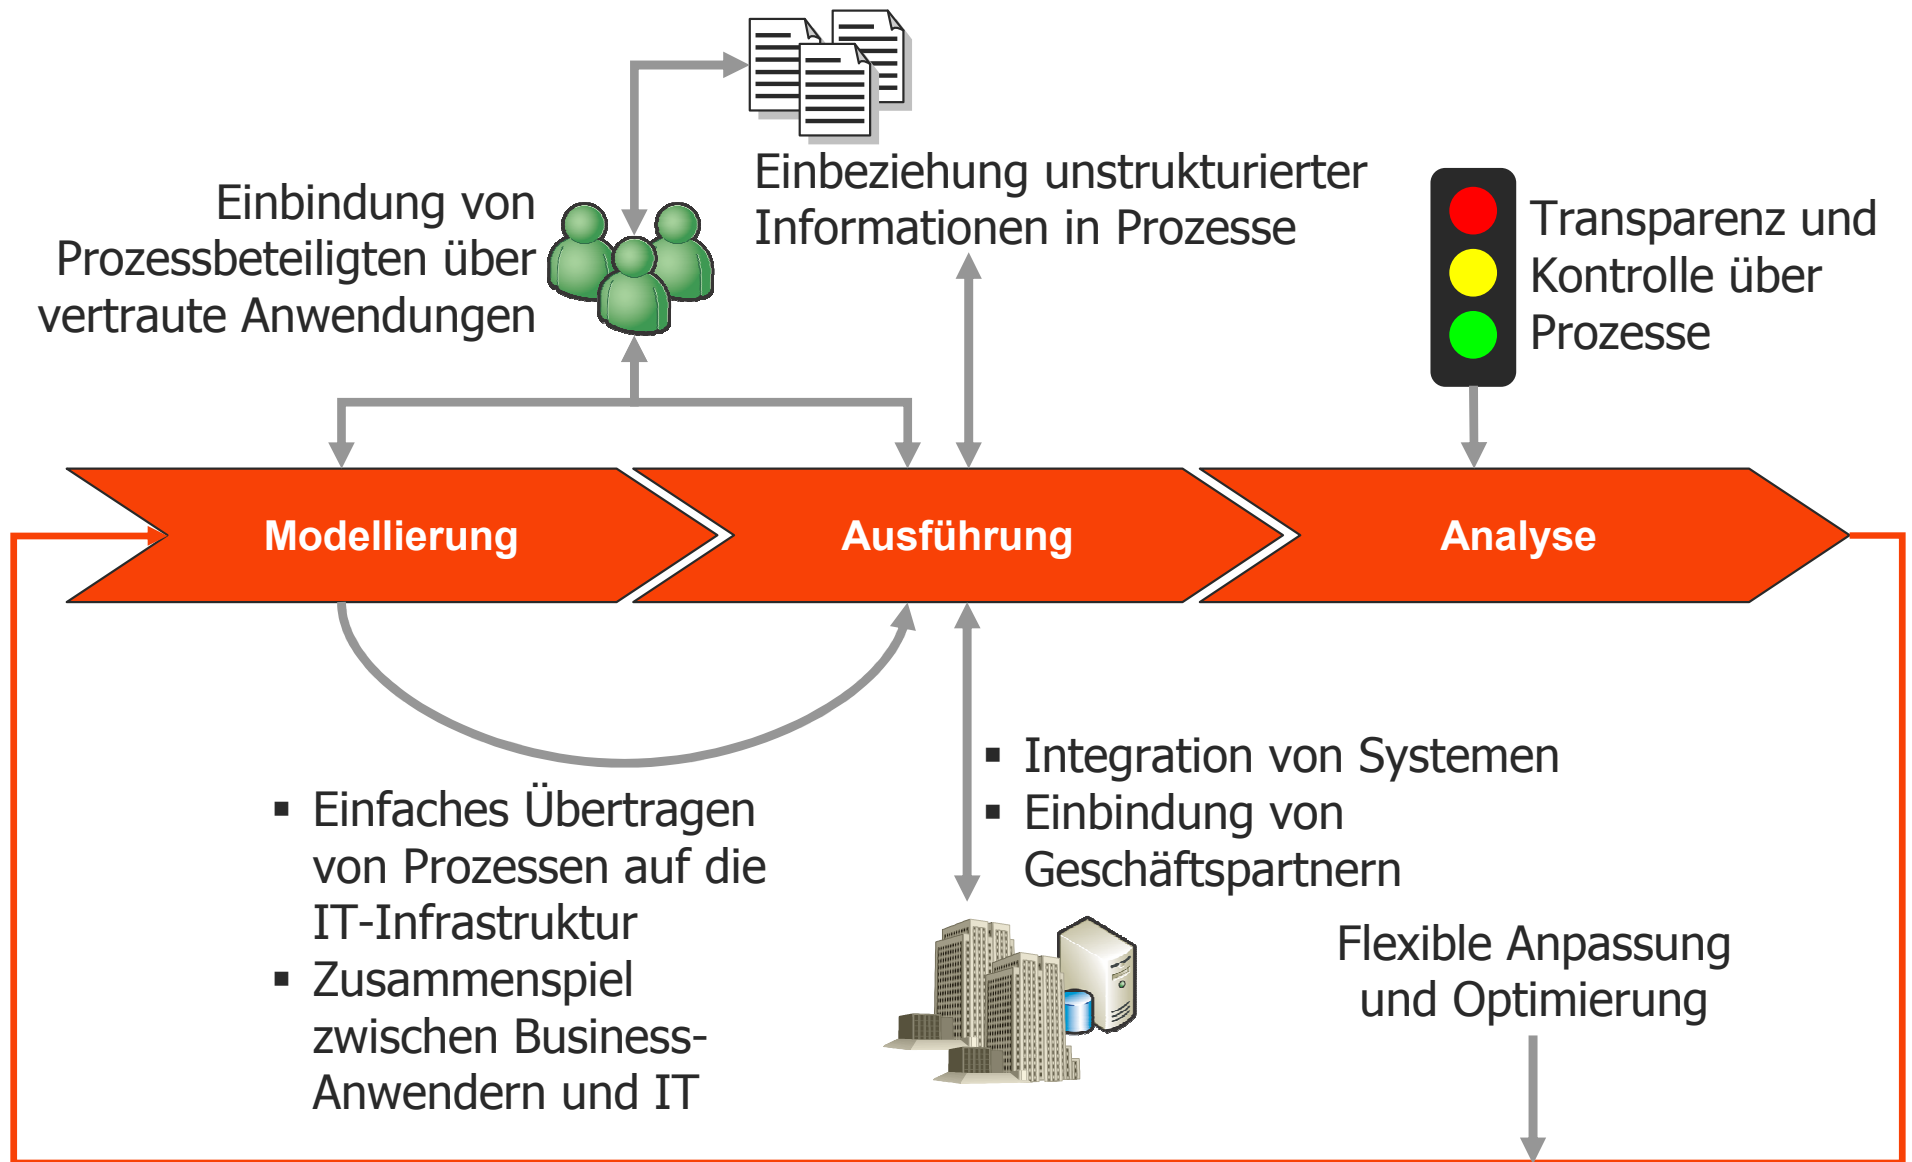 Einbeziehung unstrukturierter
Informationen in Prozesse
Einbindung von
Prozessbeteiligten über
vertraute Anwendungen
Transparenz und
Kontrolle über
Prozesse
Modellierung
Ausführung
Analyse
▪ Einfaches Übertragen
von Prozessen auf die
IT-Infrastruktur
▪ Zusammenspiel
zwischen Business-
Anwendern und IT
▪ Integration von Systemen
▪ Einbindung von
Geschäftspartnern
Flexible Anpassung
und Optimierung